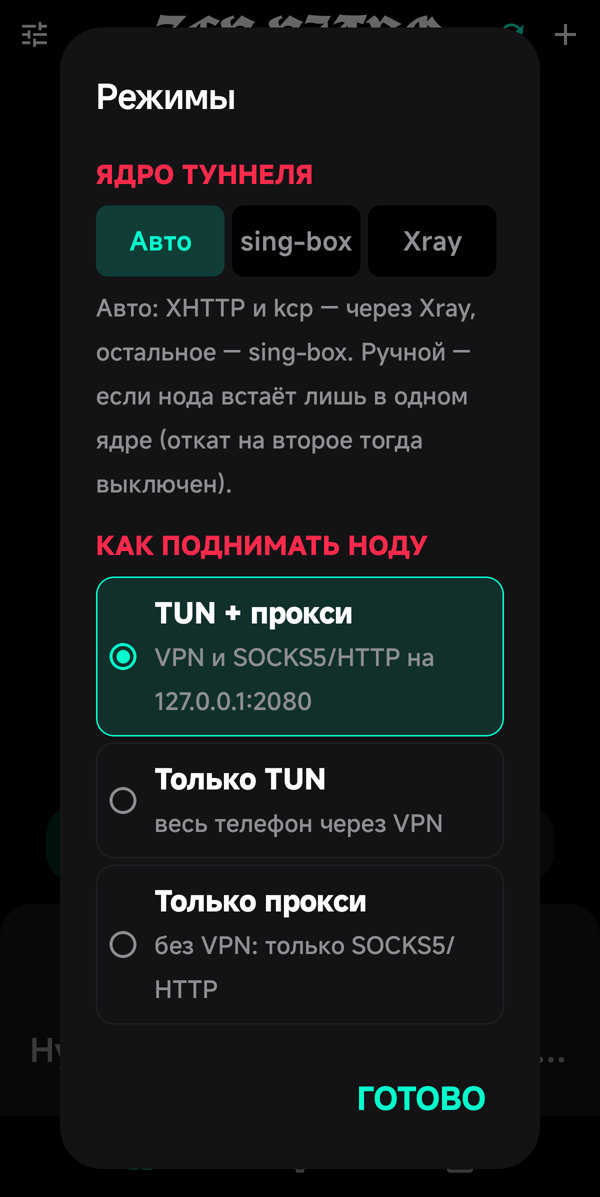 Режимы
ЯДРО ТУННЕЛЯ
Авто
sing-box
Xray
Авто: XHTTP и kcp — через Xray,
остальное — sing-box. Ручной —
если нода встаёт лишь в одном
ядре (откат на второе тогда
выключен).
КАК ПОДНИМАТЬ НОДУ
TUN + прокси
VPN и SOCKS5/HTTP на
127.0.0.1:2080
Только TUN
весь телефон через VPN
Только прокси
без VPN: только SOCKS5/
HTTP
ГОТОВО